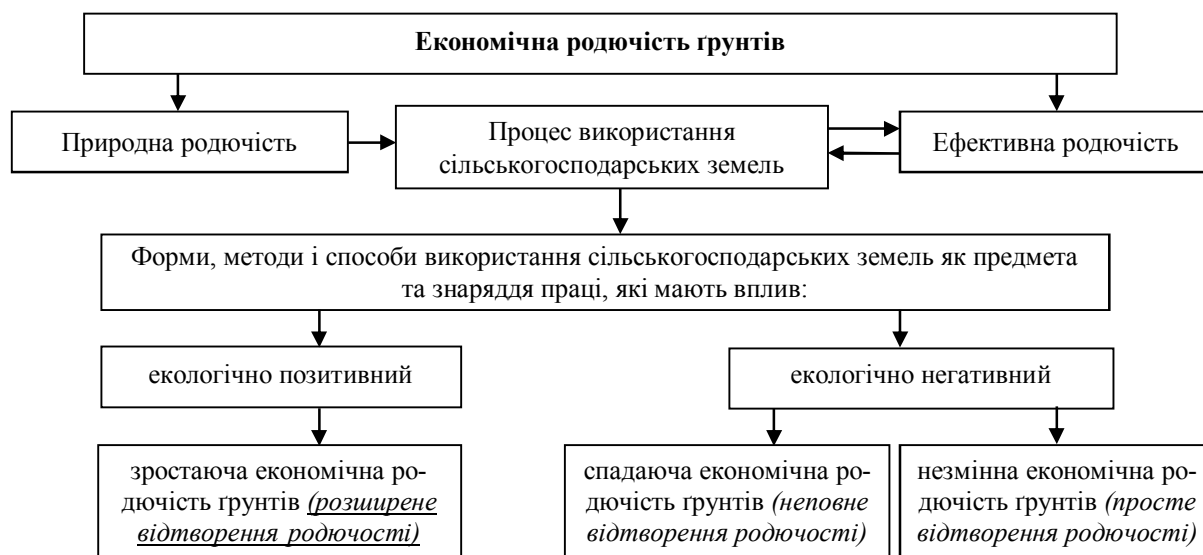 Економічна родючість ґрунтів
Природна родючість
Процес використання
сільськогосподарських земель
Ефективна родючість
Форми, методи і способи використання сільськогосподарських земель як предмета
та знаряддя праці, які мають вплив:
екологічно позитивний
екологічно негативний
зростаюча економічна ро-
дючість ґрунтів (розширене
відтворення родючості)
спадаюча економічна ро-
дючість ґрунтів (неповне
відтворення родючості)
незмінна економічна ро-
дючість ґрунтів (просте
відтворення родючості)